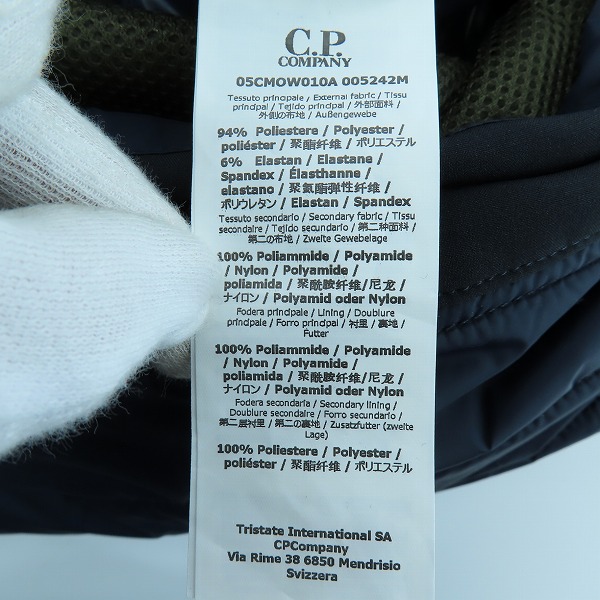 C.P.
COMPANY
05CMOW010A 005242M
Tessuto principale / External fabric / Tissu
principal / Tejido principal / 外部面料 /
外側の布地 / Außengewebe
94% Poliestere / Polyester /
poliéster / 聚酯纤维 / ポリエステル
6% Elastan / Elastane /
Spandex / Élasthanne /
elastano / 聚氨酯弹性纤维 /
ポリウレタン / Elastan / Spandex
Tessuto secondario / Secondary fabric / Tissu
secondaire / Tejido secundario / 第二种面料 /
第二の布地 / Zweite Gewebelage
100% Poliammide / Polyamide
/ Nylon / Polyamide /
poliamida / 聚酰胺纤维/尼龙 /
ナイロン / Polyamid oder Nylon
Fodera principale / Lining / Doublure
principale / Forro principal / 衬里 / 裏地 /
Futter
100% Poliammide / Polyamide
/ Nylon / Polyamide /
poliamida / 聚酰胺纤维/尼龙 /
ナイロン / Polyamid oder Nylon
Fodera secondaria / Secondary lining /
Doublure secondaire / Forro secundario /
第二层衬里 / 第二の裏地 / Zusatzfutter (zweite
Lage)
100% Poliestere / Polyester /
poliéster / 聚酯纤维 / ポリエステル
Tristate International SA
CPCompany
Via Rime 38 6850 Mendrisio
Svizzera